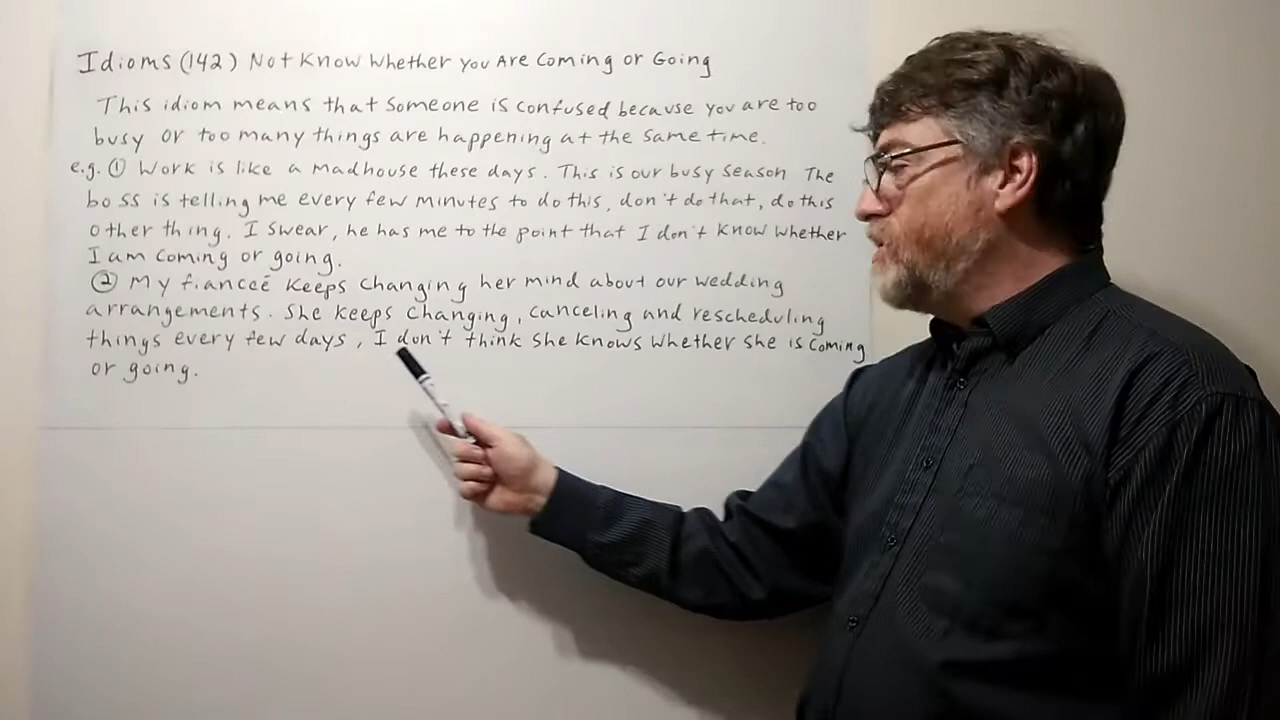 Idioms (142) Not Know Whether You Are Coming or Going
This idiom means that someone is confused because you are too
busy or too many things are happening at the same time.
e.g. ① Work is like a madhouse these days. This is our busy season The
boss is telling me every few minutes to do this, don't do that, do this
other thing. I swear, he has me to the point that I don't know whether
I am coming or going.
② My fianceé keeps changing her mind about our wedding
arrangements. She keeps changing, canceling and rescheduling
things every few days, I don't think she knows whether she is coming
or going.